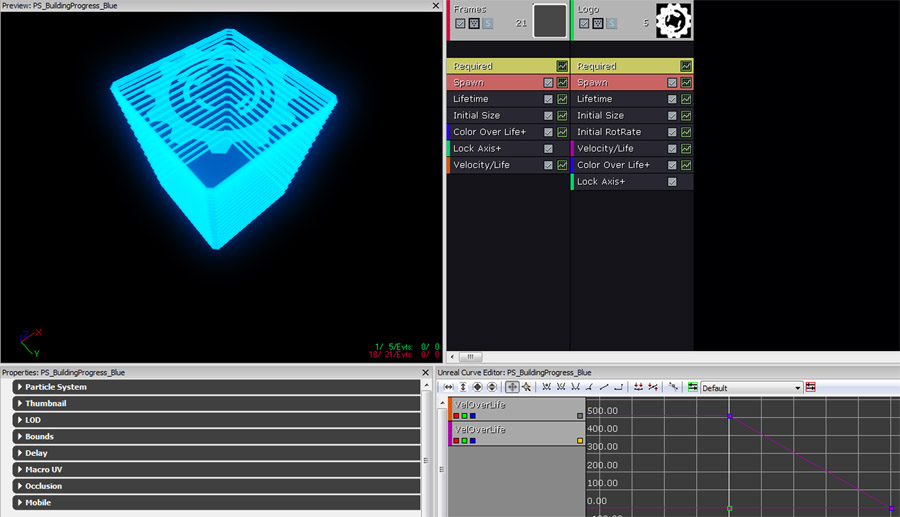 Preview: PS_BuildingProgress_Blue
X
Y
1/ 5/Evts: 0/ 0
18/ 21/Evts: 0/ 0
Frames
21
Logo
5
Required
Spawn
Lifetime
Initial Size
Color Over Life+
Lock Axis+
Velocity/Life
Required
Spawn
Lifetime
Initial Size
Initial RotRate
Velocity/Life
Color Over Life+
Lock Axis+
Properties: PS_BuildingProgress_Blue
Particle System
Thumbnail
LOD
Bounds
Delay
Macro UV
Occlusion
Mobile
Unreal Curve Editor: PS_BuildingProgress_Blue
Default
VelOverLife
VelOverLife
500.00
400.00
300.00
200.00
100.00
0.00